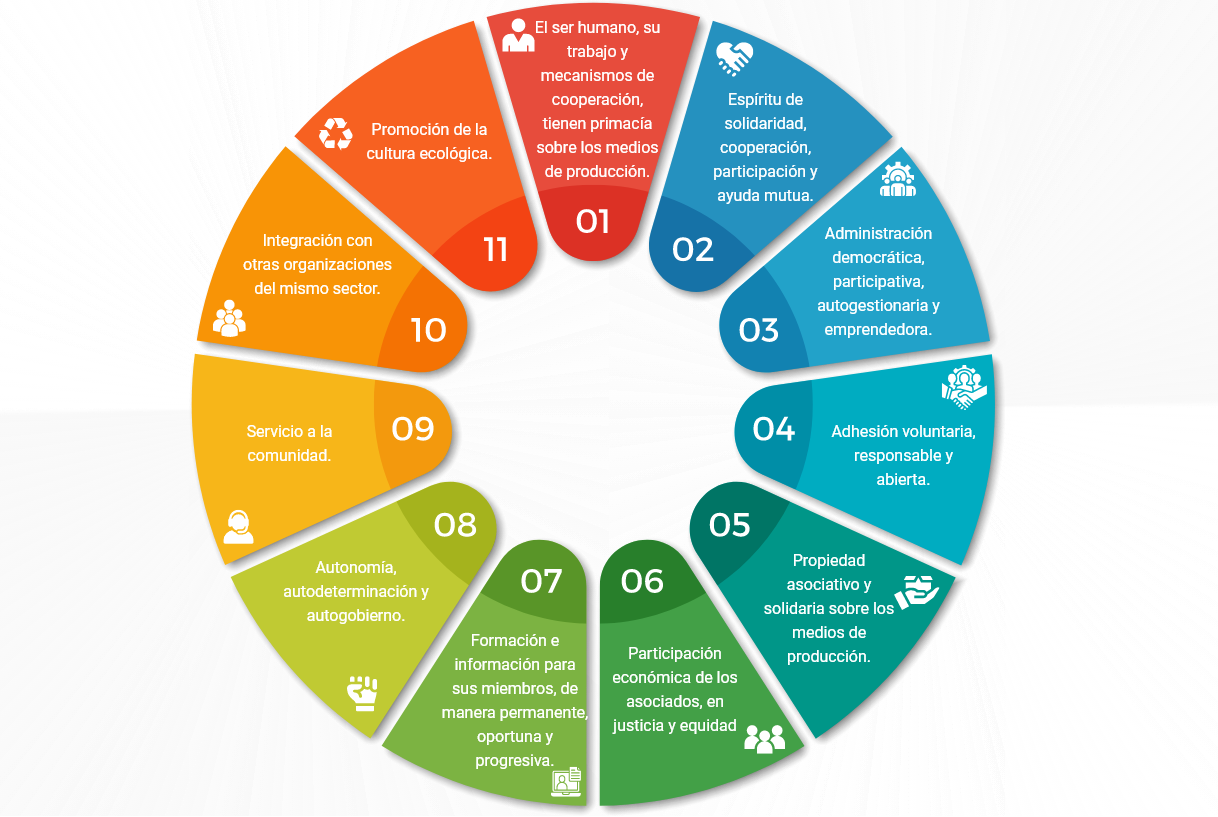 El ser humano, su
trabajo y
mecanismos de
cooperación,
tienen primacía
sobre los medios
de producción.
01
Espíritu de
solidaridad,
cooperación,
participación y
ayuda mutua.
02
Administración
democrática,
participativa,
autogestionaria y
emprendedora.
03
Adhesión voluntaria,
responsable y
abierta.
04
Propiedad
asociativo y
solidaria sobre los
medios de
producción.
05
Participación
económica de los
asociados, en
justicia y equidad
06
Formación e
información para
sus miembros, de
manera permanente,
oportuna y
progresiva.
07
Autonomía,
autodeterminación y
autogobierno.
08
Servicio a la
comunidad.
09
Integración con
otras organizaciones
del mismo sector.
10
Promoción de la
cultura ecológica.
11